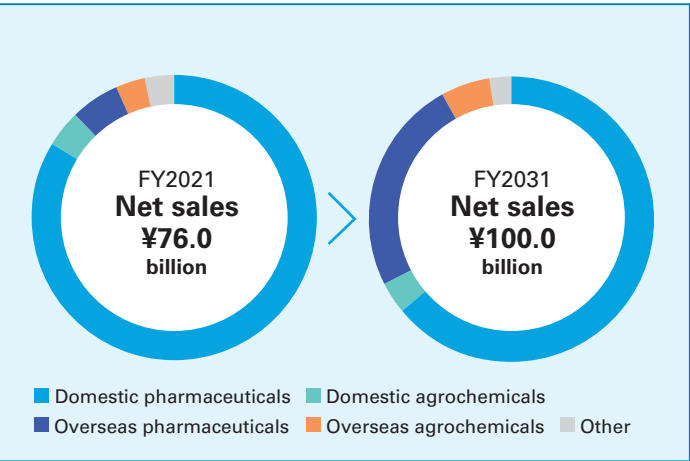 FY2021
Net sales
¥76.0
billion
FY2031
Net sales
¥100.0
billion
Domestic pharmaceuticals
Domestic agrochemicals
Overseas pharmaceuticals
Overseas agrochemicals
Other